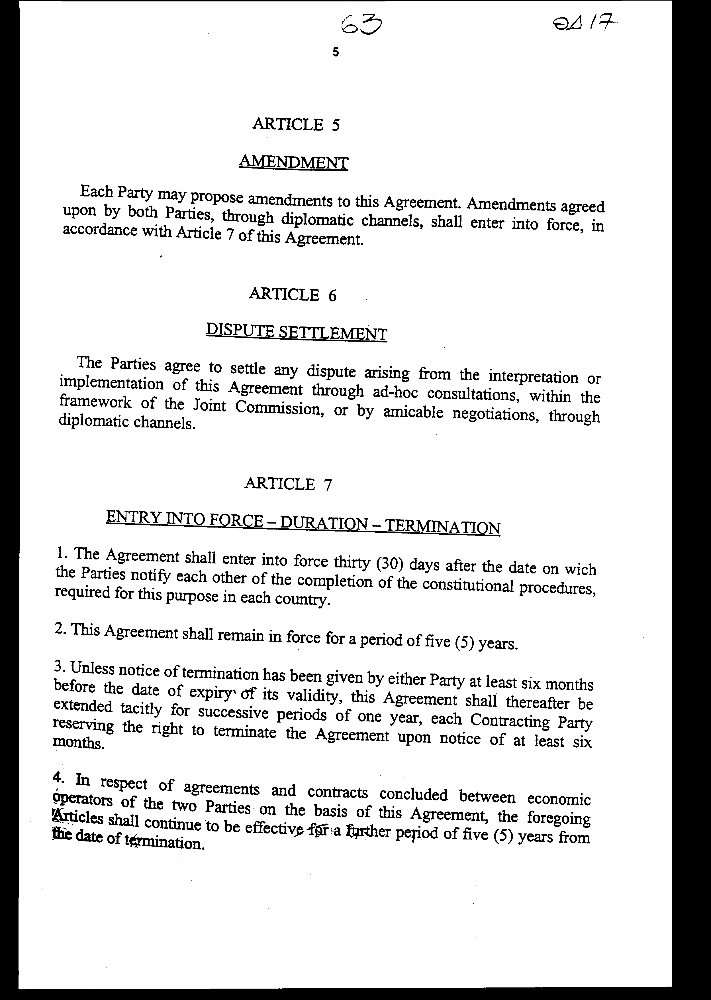 63
5
ARTICLE 5
AMENDMENT
Each Party may propose amendments to this Agreement. Amendments agreed
upon by both Parties, through diplomatic channels, shall enter into force, in
accordance with Article 7 of this Agreement.
ARTICLE 6
DISPUTE SETTLEMENT
The Parties agree to settle any dispute arising from the interpretation or
implementation of this Agreement through ad-hoc consultations, within the
framework of the Joint Commission, or by amicable negotiations, through
diplomatic channels.
ARTICLE 7
ENTRY INTO FORCE – DURATION – TERMINATION
1. The Agreement shall enter into force thirty (30) days after the date on wich
the Parties notify each other of the completion of the constitutional procedures,
required for this purpose in each country.
2. This Agreement shall remain in force for a period of five (5) years.
3. Unless notice of termination has been given by either Party at least six months
before the date of expiry of its validity, this Agreement shall thereafter be
extended tacitly for successive periods of one year, each Contracting Party
reserving the right to terminate the Agreement upon notice of at least six
months.
4. In respect of agreements and contracts concluded between economic
operators of the two Parties on the basis of this Agreement, the foregoing
Articles shall continue to be effective for a further period of five (5) years from
the date of termination.